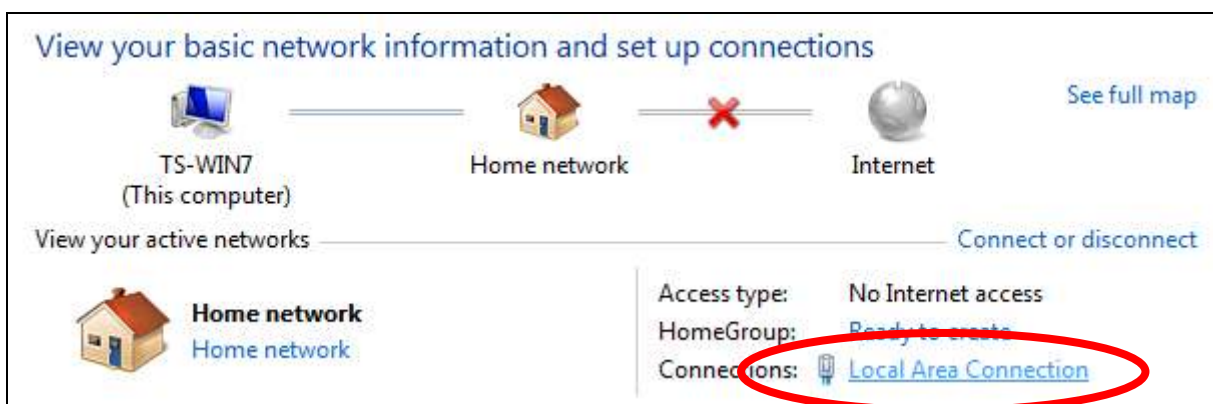 View your basic network information and set up connections
See full map
TS-WIN7
(This computer)
Home network
Internet
View your active networks
Connect or disconnect
Home network
Home network
Access type: No Internet access
HomeGroup: Ready to create
Connections: Local Area Connection